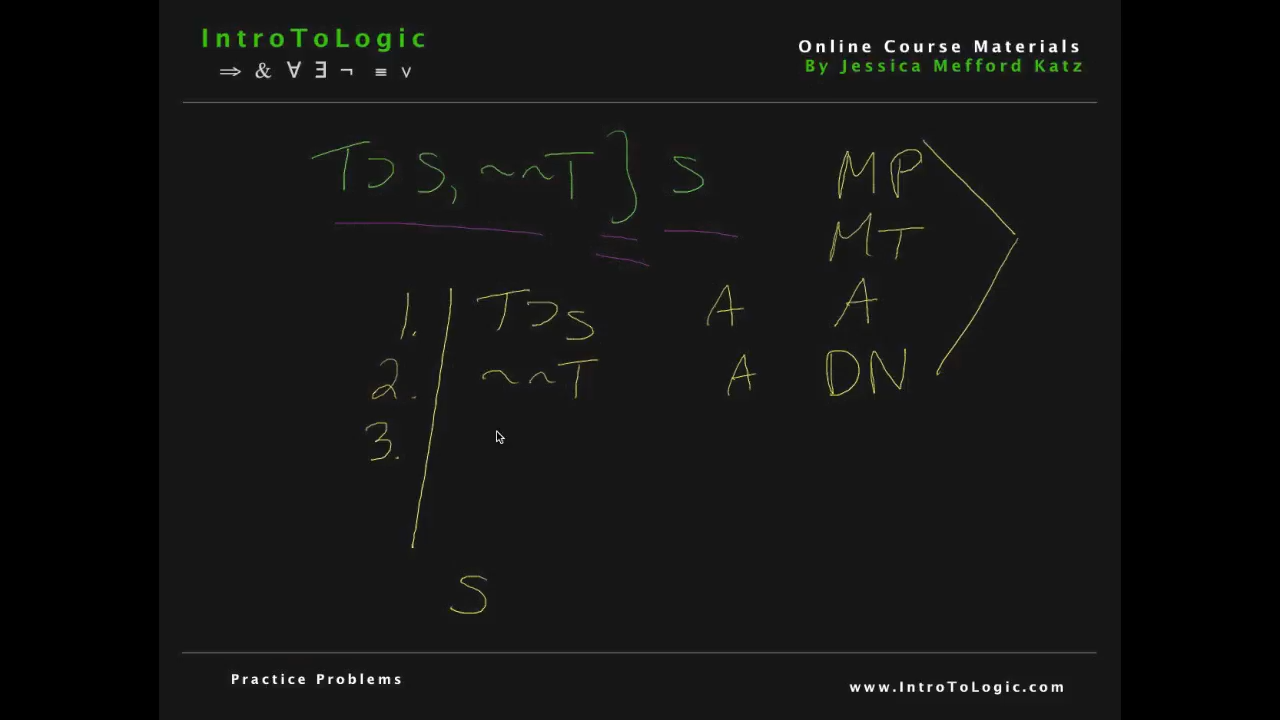 IntroToLogic
⇒ & ∀ ∃ ¬ ≡ ∨
Online Course Materials
By Jessica Mefford Katz
T⊃S, ~~T } S
MP
MT
1. T⊃S A
A
2. ~~T A
DN
3.
S
Practice Problems
www.IntroToLogic.com